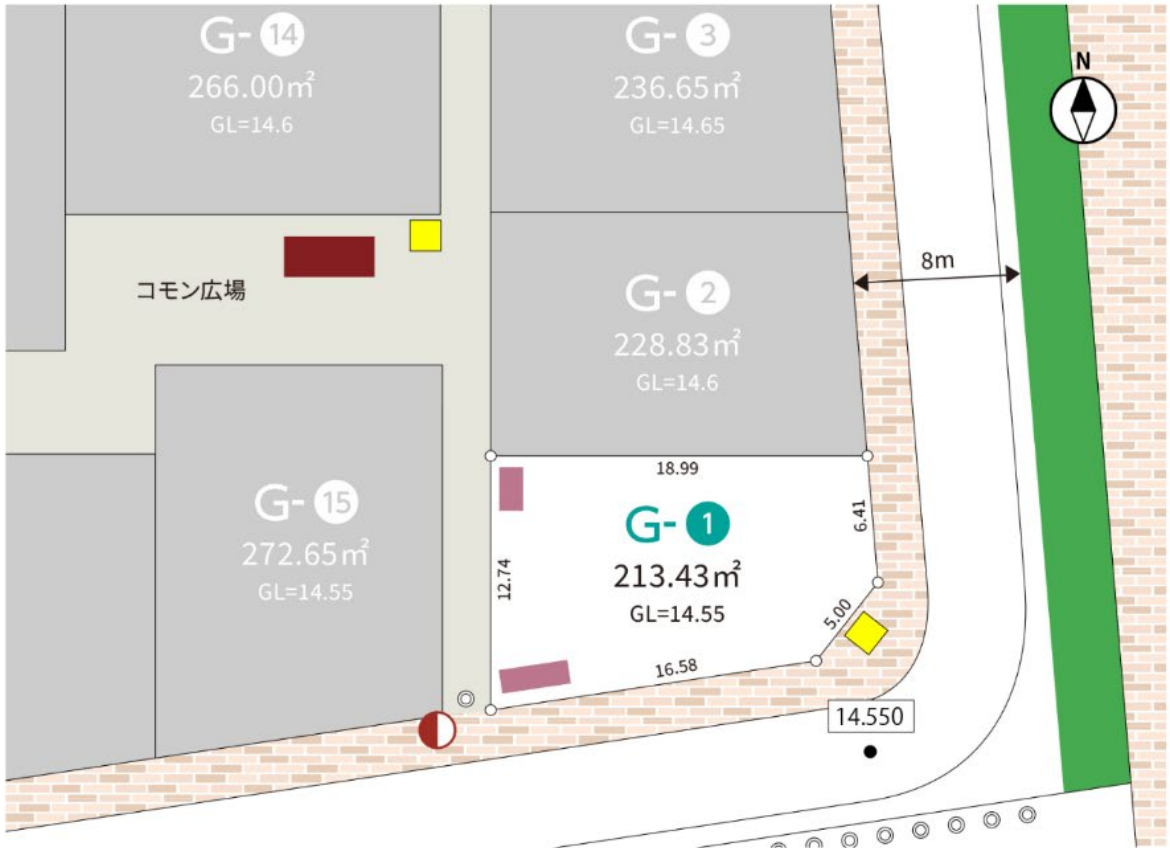 G- 14
266.00㎡
GL=14.6
G- 3
236.65㎡
GL=14.65
N
8m
コモン広場
G- 2
228.83㎡
GL=14.6
18.99
G- 15
272.65㎡
GL=14.55
12.74
G- 1
213.43㎡
GL=14.55
6.41
5.00
16.58
14.550